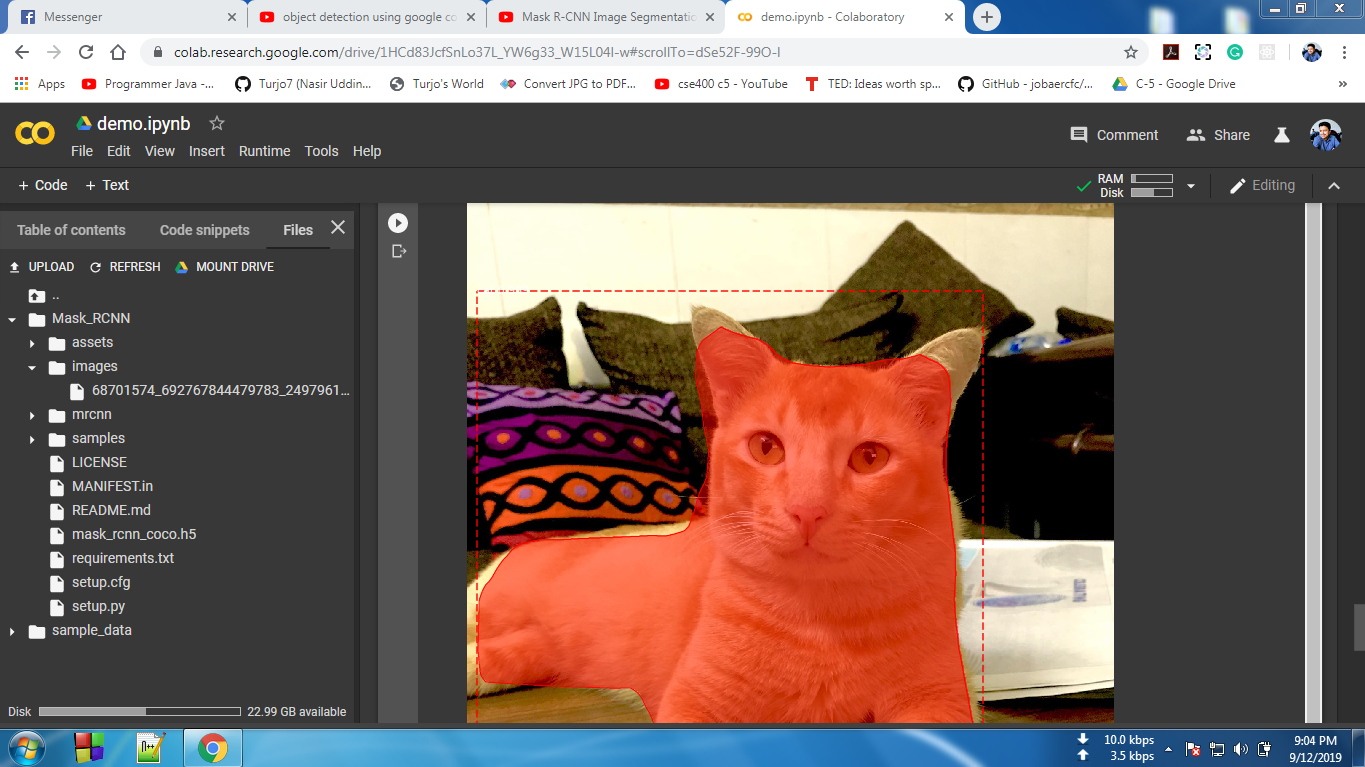 Messenger
object detection using google co
Mask R-CNN Image Segmentatio
demo.ipynb - Colaboratory
colab.research.google.com/drive/1HCd83JcfSnLo37L_YW6g33_W15L04I-w#scrollTo=dSe52F-99O-I
Apps
Programmer Java -...
Turjo7 (Nasir Uddin...
Turjo's World
Convert JPG to PDF...
cse400 c5 - YouTube
TED: Ideas worth sp...
GitHub - jobaercfc/...
C-5 - Google Drive
»
demo.ipynb
File Edit View Insert Runtime Tools Help
Comment
Share
+ Code + Text
RAM
Disk
Editing
Table of contents
Code snippets
Files
UPLOAD
REFRESH
MOUNT DRIVE
..
Mask_RCNN
assets
images
68701574_692767844479783_2497961...
mrcnn
samples
LICENSE
MANIFEST.in
README.md
mask_rcnn_coco.h5
requirements.txt
setup.cfg
setup.py
sample_data
Disk
22.99 GB available
10.0 kbps
3.5 kbps
9:04 PM
9/12/2019